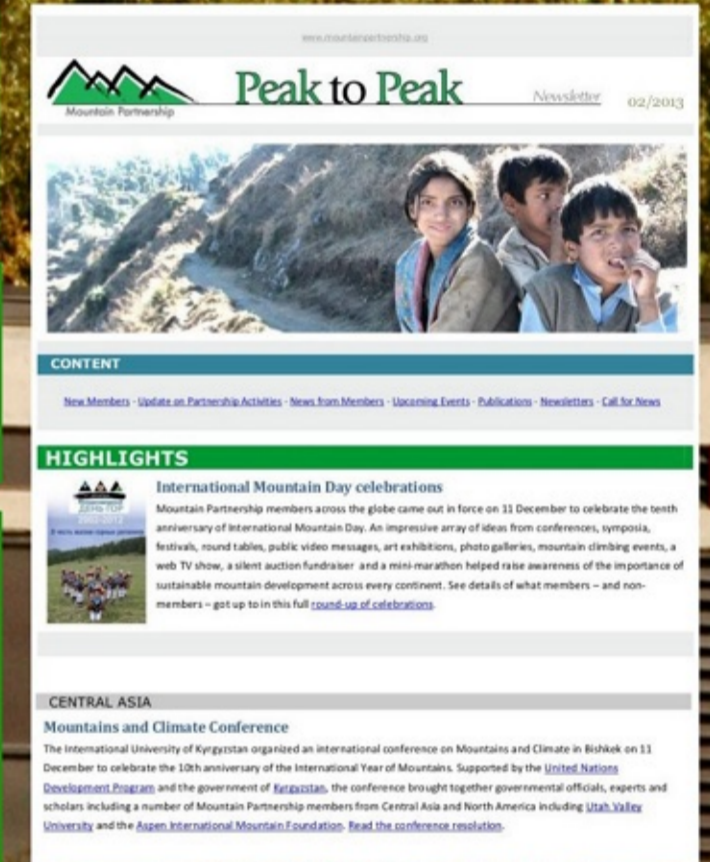 www.mountainpartnership.org
Mountain Partnership
Peak to Peak
Newsletter
02/2013
CONTENT
New Members - Update on Partnership Activities - News from Members - Upcoming Events - Publications - Newsletters - Call for News
HIGHLIGHTS
ДЕНЬ ГОР
International Mountain Day celebrations
Mountain Partnership members across the globe came out in force on 11 December to celebrate the tenth
anniversary of International Mountain Day. An impressive array of ideas from conferences, symposia,
festivals, round tables, public video messages, art exhibitions, photo galleries, mountain climbing events, a
web TV show, a silent auction fundraiser and a mini-marathon helped raise awareness of the importance of
sustainable mountain development across every continent. See details of what members – and non-
members – got up to in this full round-up of celebrations.
CENTRAL ASIA
Mountains and Climate Conference
The International University of Kyrgyzstan organized an international conference on Mountains and Climate in Bishkek on 11
December to celebrate the 10th anniversary of the International Year of Mountains. Supported by the United Nations
Development Program and the government of Kyrgyzstan, the conference brought together governmental officials, experts and
scholars including a number of Mountain Partnership members from Central Asia and North America including Utah Valley
University and the Aspen International Mountain Foundation. Read the conference resolution.